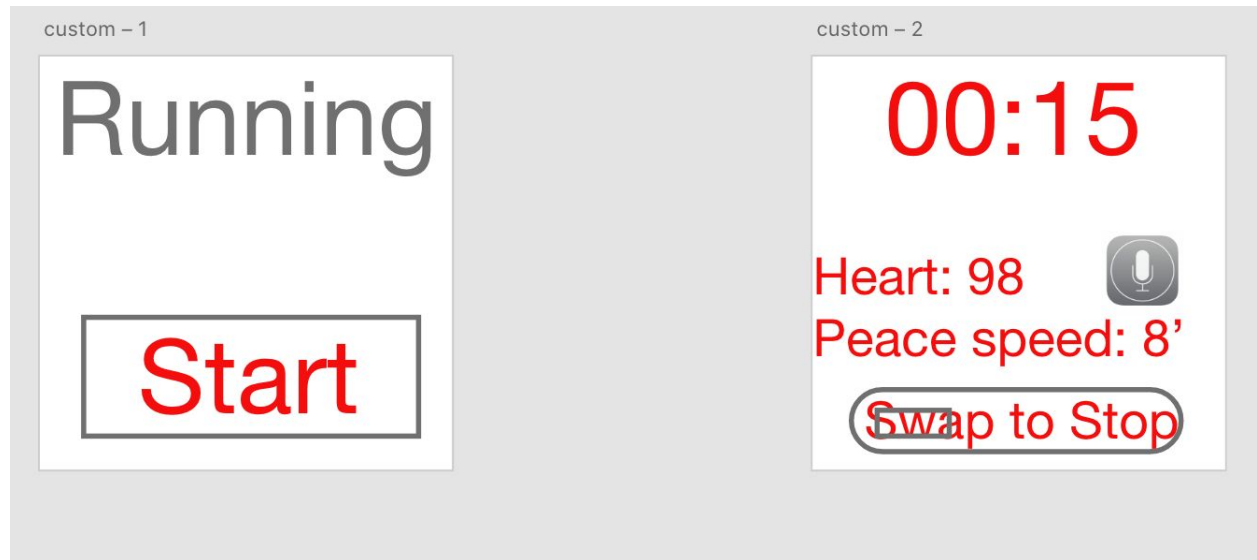 custom – 1
Running
Start
custom – 2
00:15
Heart: 98
Peace speed: 8’
Swap to Stop